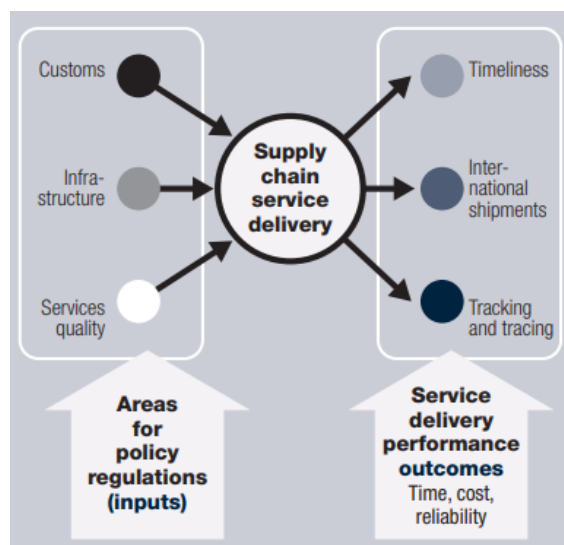 Customs
Infra-
structure
Services
quality
Supply
chain
service
delivery
Timeliness
Inter-
national
shipments
Tracking
and tracing
Areas
for
policy
regulations
(inputs)
Service
delivery
performance
outcomes
Time, cost,
reliability